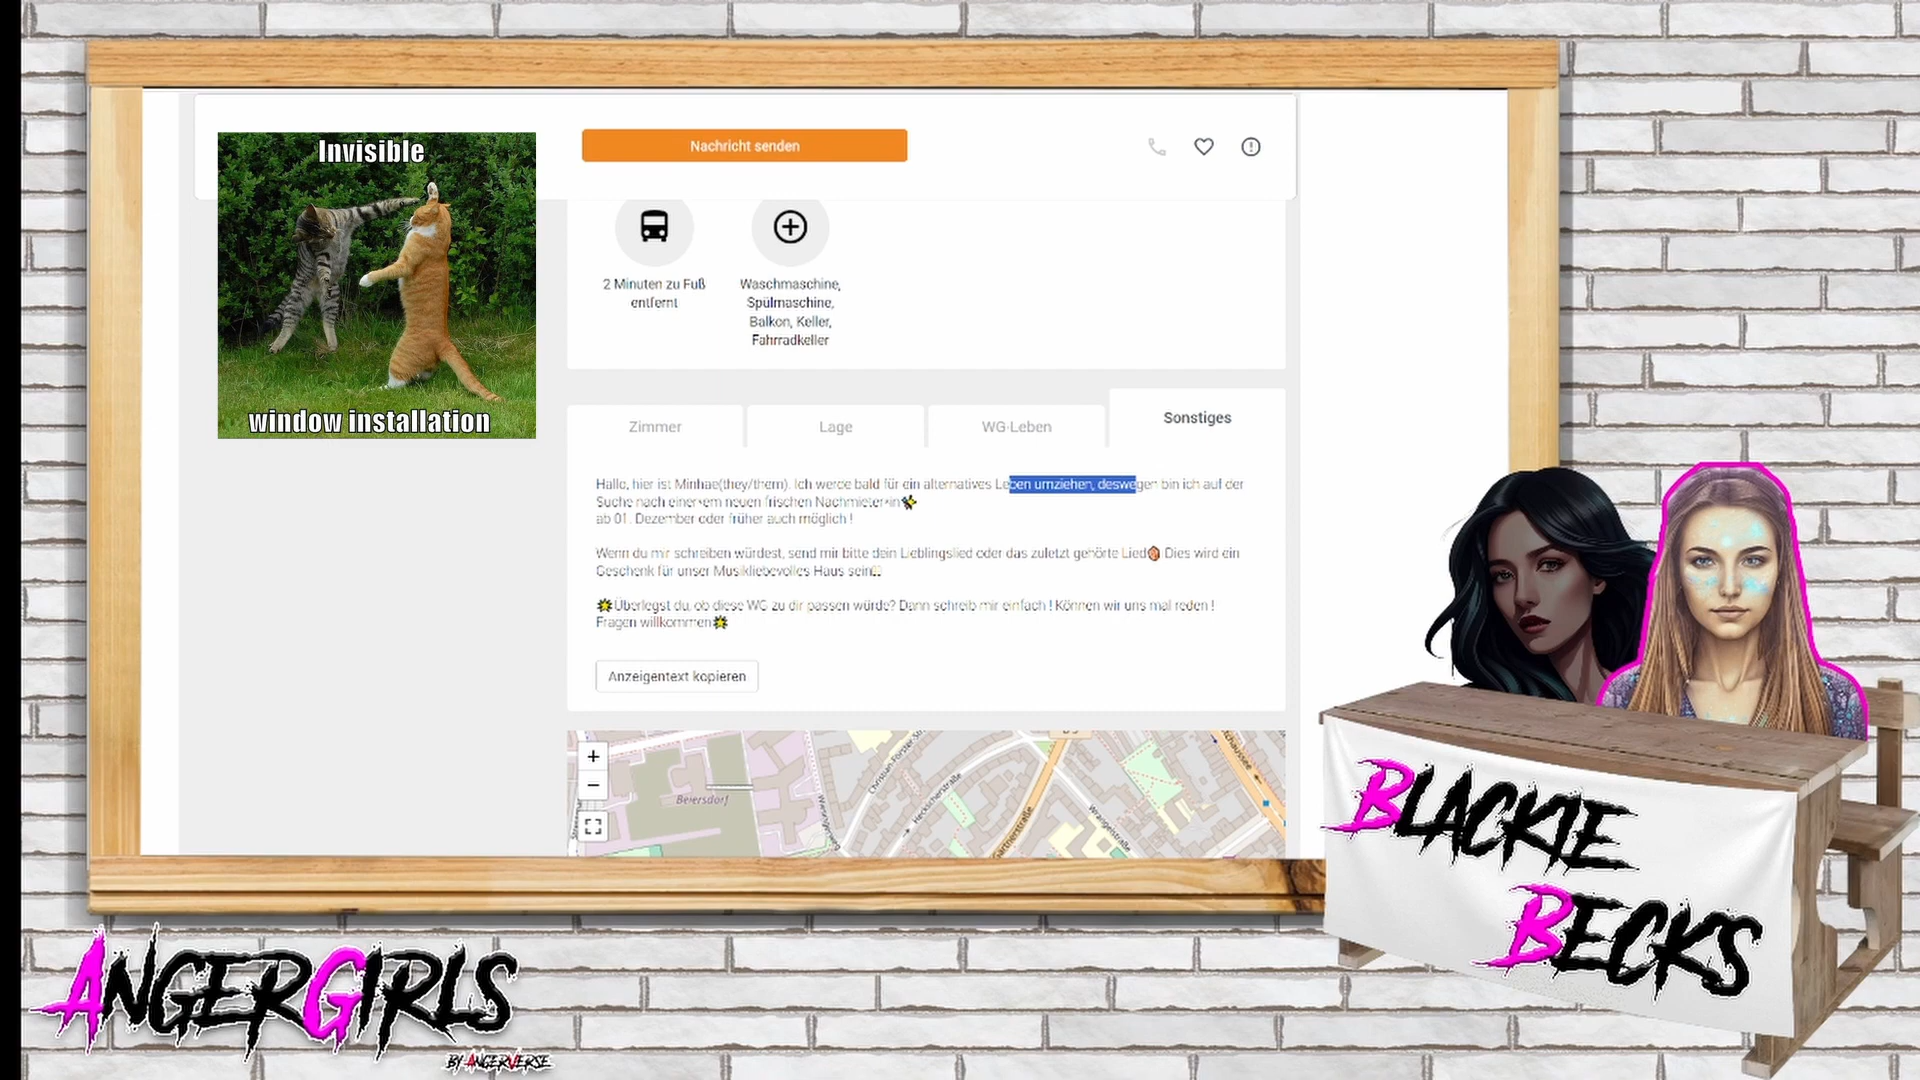 Invisible
window installation
Nachricht senden
2 Minuten zu Fuß
entfernt
Waschmaschine,
Spülmaschine,
Balkon, Keller,
Fahrradkeller
Zimmer
Lage
WG-Leben
Sonstiges
Hallo, hier ist Minhae(they/them). Ich werde bald für ein alternatives Leben umziehen, deswegen bin ich auf der
Suche nach einer*em neuen frischen Nachmieter*in
ab 01. Dezember oder früher auch möglich !
Wenn du mir schreiben würdest, send mir bitte dein Lieblingslied oder das zuletzt gehörte Lied Dies wird ein
Geschenk für unser Musikliebevolles Haus sein
Überlegst du, ob diese WG zu dir passen würde? Dann schreib mir einfach ! Können wir uns mal reden !
Fragen willkommen
Anzeigentext kopieren
+
−
Beiersdorf
Christian-Förster-Str
Heckscherstraße
Wrangelstraße
BLACKIE
BECKS
ANGERGIRLS
BY ANGERVERSE